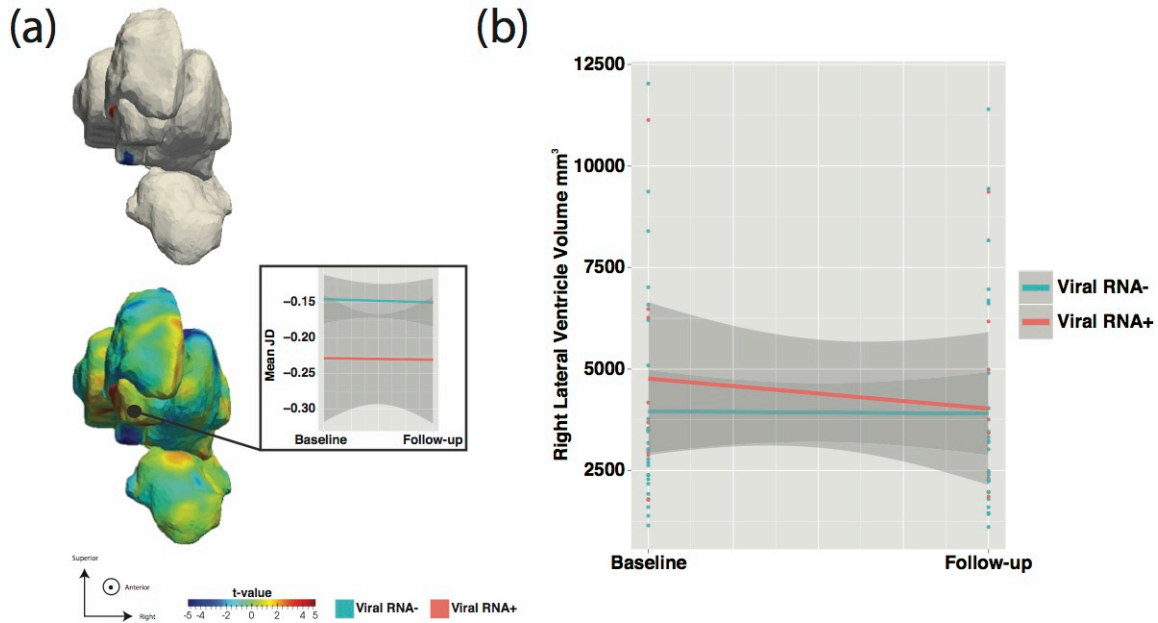 (a)
(b)
Mean JD
−0.15
−0.20
−0.25
−0.30
Baseline Follow-up
Superior
Anterior
Right
t-value
-5 -4 -2 0 2 4 5
Viral RNA- Viral RNA+
Right Lateral Ventricle Volume mm³
12500
10000
7500
5000
2500
Baseline Follow-up
Viral RNA-
Viral RNA+